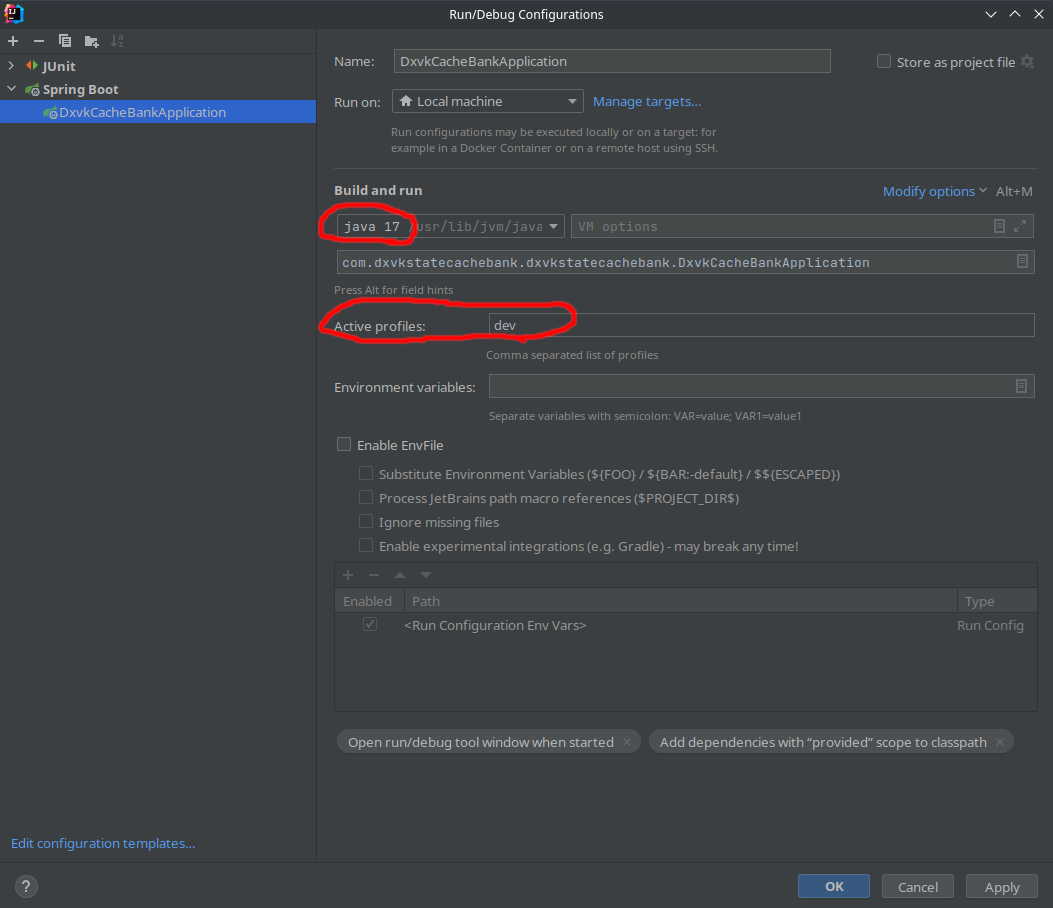 Run/Debug Configurations
JUnit
Spring Boot
DxvkCacheBankApplication
Edit configuration templates...
Name: DxvkCacheBankApplication Store as project file
Run on: Local machine Manage targets...
Run configurations may be executed locally or on a target: for
example in a Docker Container or on a remote host using SSH.
Build and run Modify options Alt+M
java 17 /usr/lib/jvm/java VM options
com.dxvkstatecachebank.dxvkstatecachebank.DxvkCacheBankApplication
Press Alt for field hints
Active profiles: dev
Comma separated list of profiles
Environment variables:
Separate variables with semicolon: VAR=value; VAR1=value1
Enable EnvFile
Substitute Environment Variables (${FOO} / ${BAR:-default} / $${ESCAPED})
Process JetBrains path macro references ($PROJECT_DIR$)
Ignore missing files
Enable experimental integrations (e.g. Gradle) - may break any time!
Enabled Path Type
<Run Configuration Env Vars> Run Config
Open run/debug tool window when started × Add dependencies with “provided” scope to classpath ×
? OK Cancel Apply